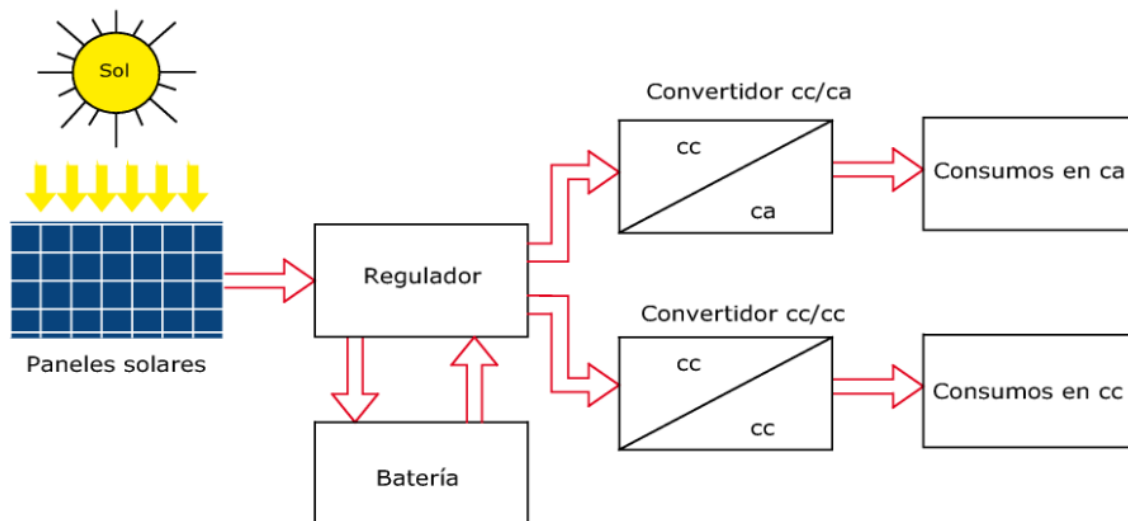 Sol
Paneles solares
Regulador
Batería
Convertidor cc/ca
cc
ca
Consumos en ca
Convertidor cc/cc
cc
cc
Consumos en cc